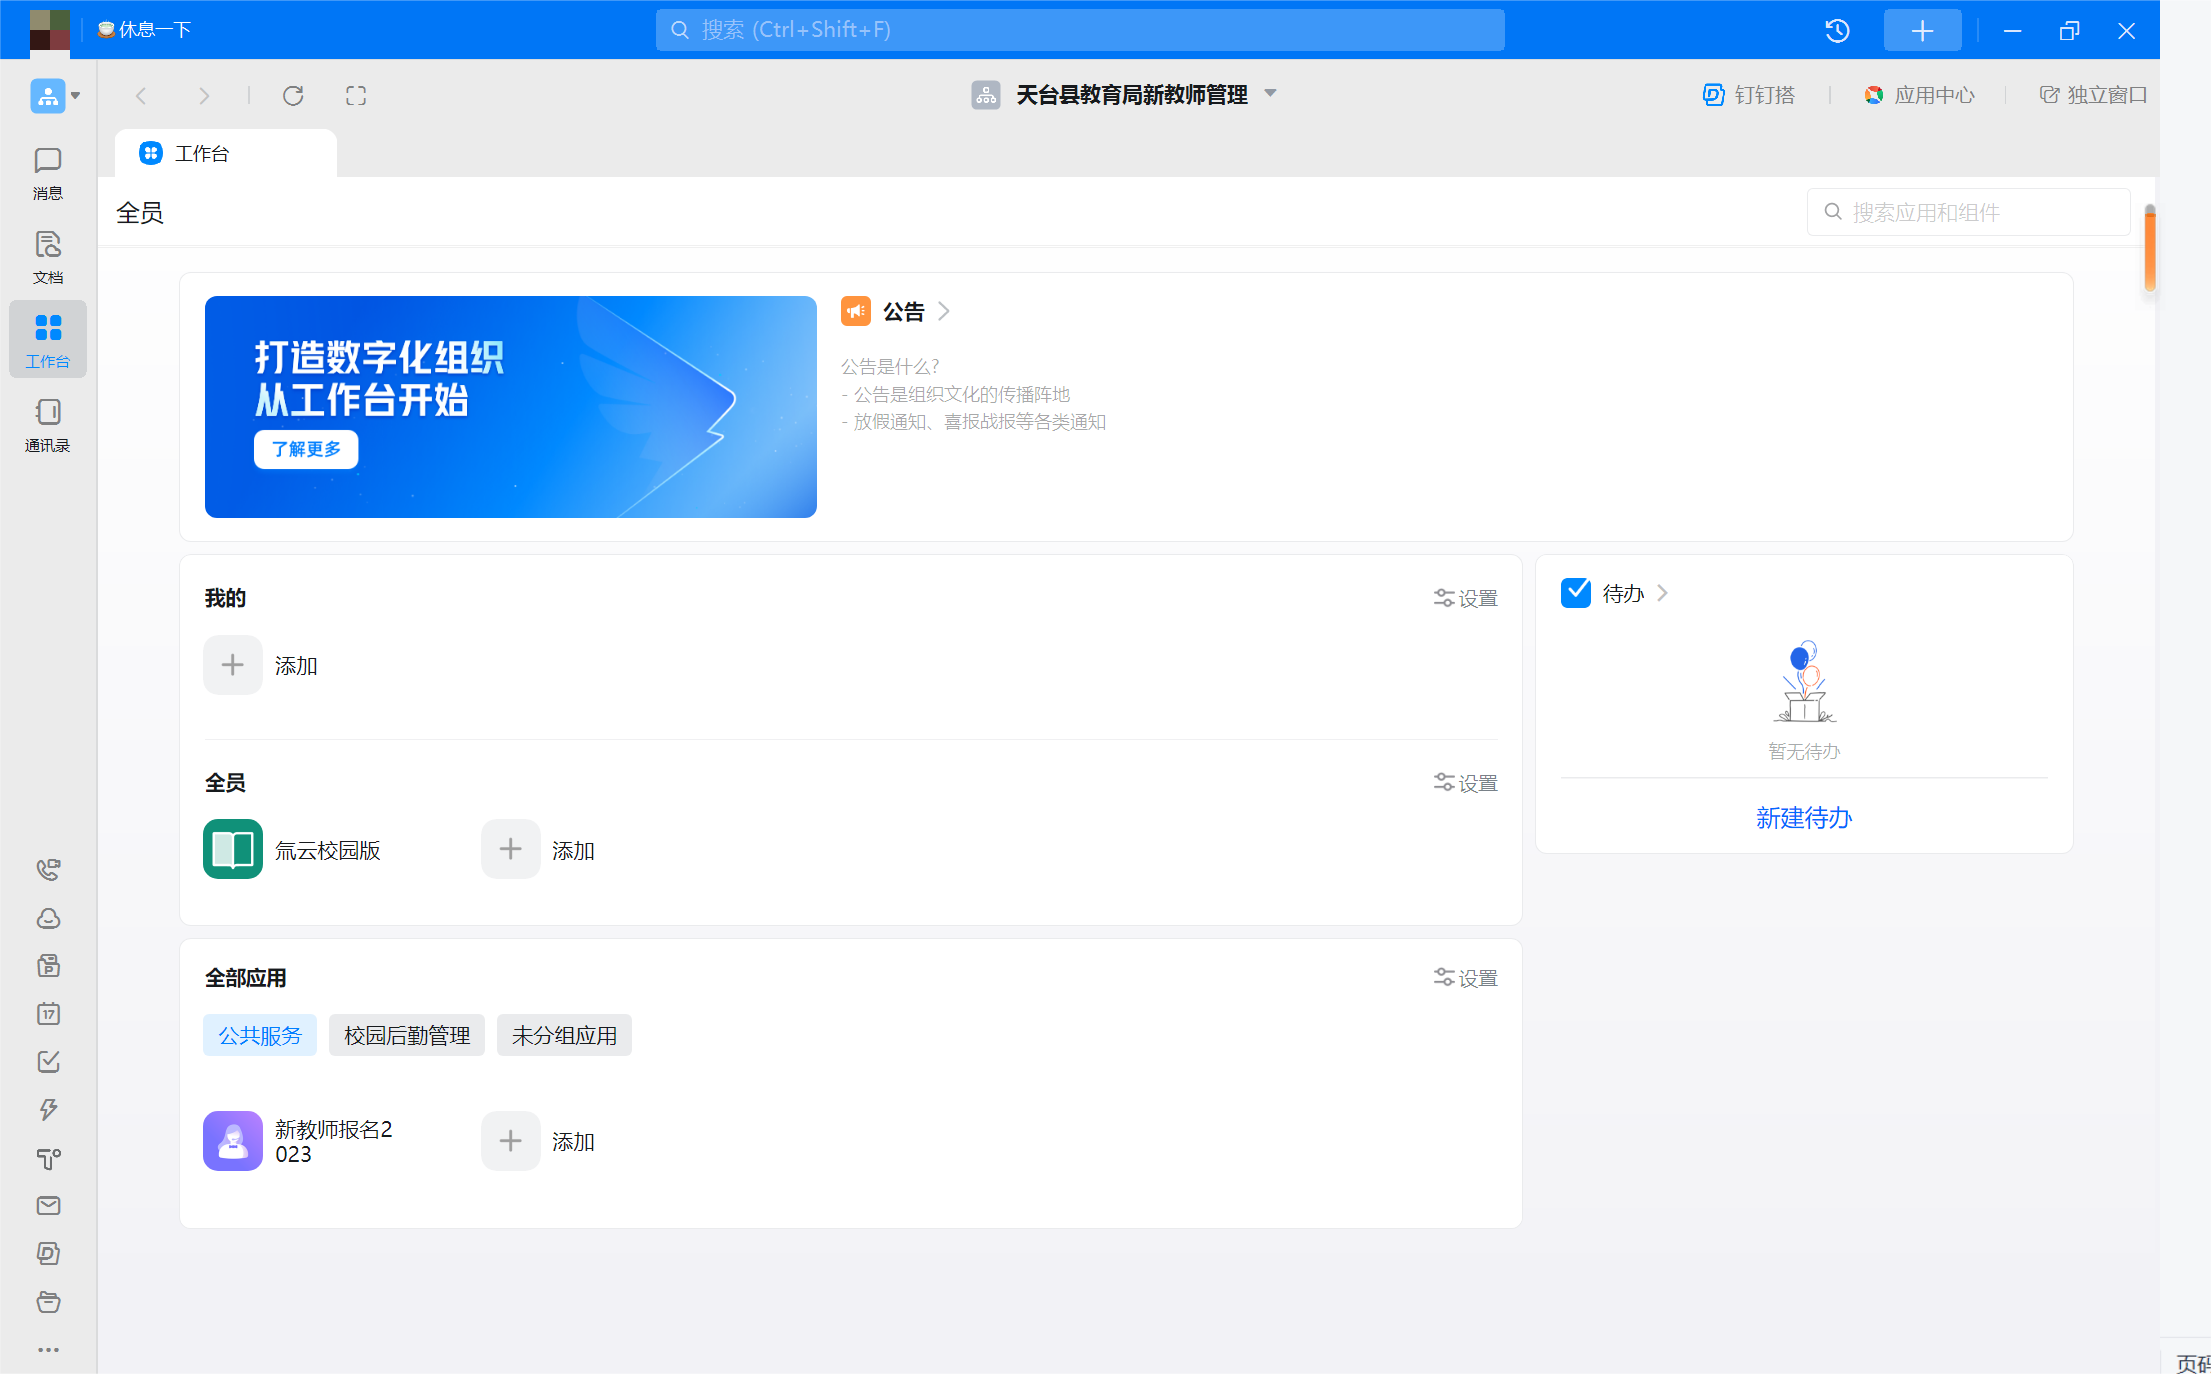 休息一下
搜索 (Ctrl+Shift+F)
天台县教育局新教师管理
钉钉搭
应用中心
独立窗口
工作台
消息
文档
工作台
通讯录
全员
搜索应用和组件
打造数字化组织
从工作台开始
了解更多
公告
公告是什么?
- 公告是组织文化的传播阵地
- 放假通知、喜报战报等各类通知
我的
设置
添加
待办
暂无待办
新建待办
全员
设置
氚云校园版
添加
全部应用
设置
公共服务
校园后勤管理
未分组应用
新教师报名2
023
添加
17
页码